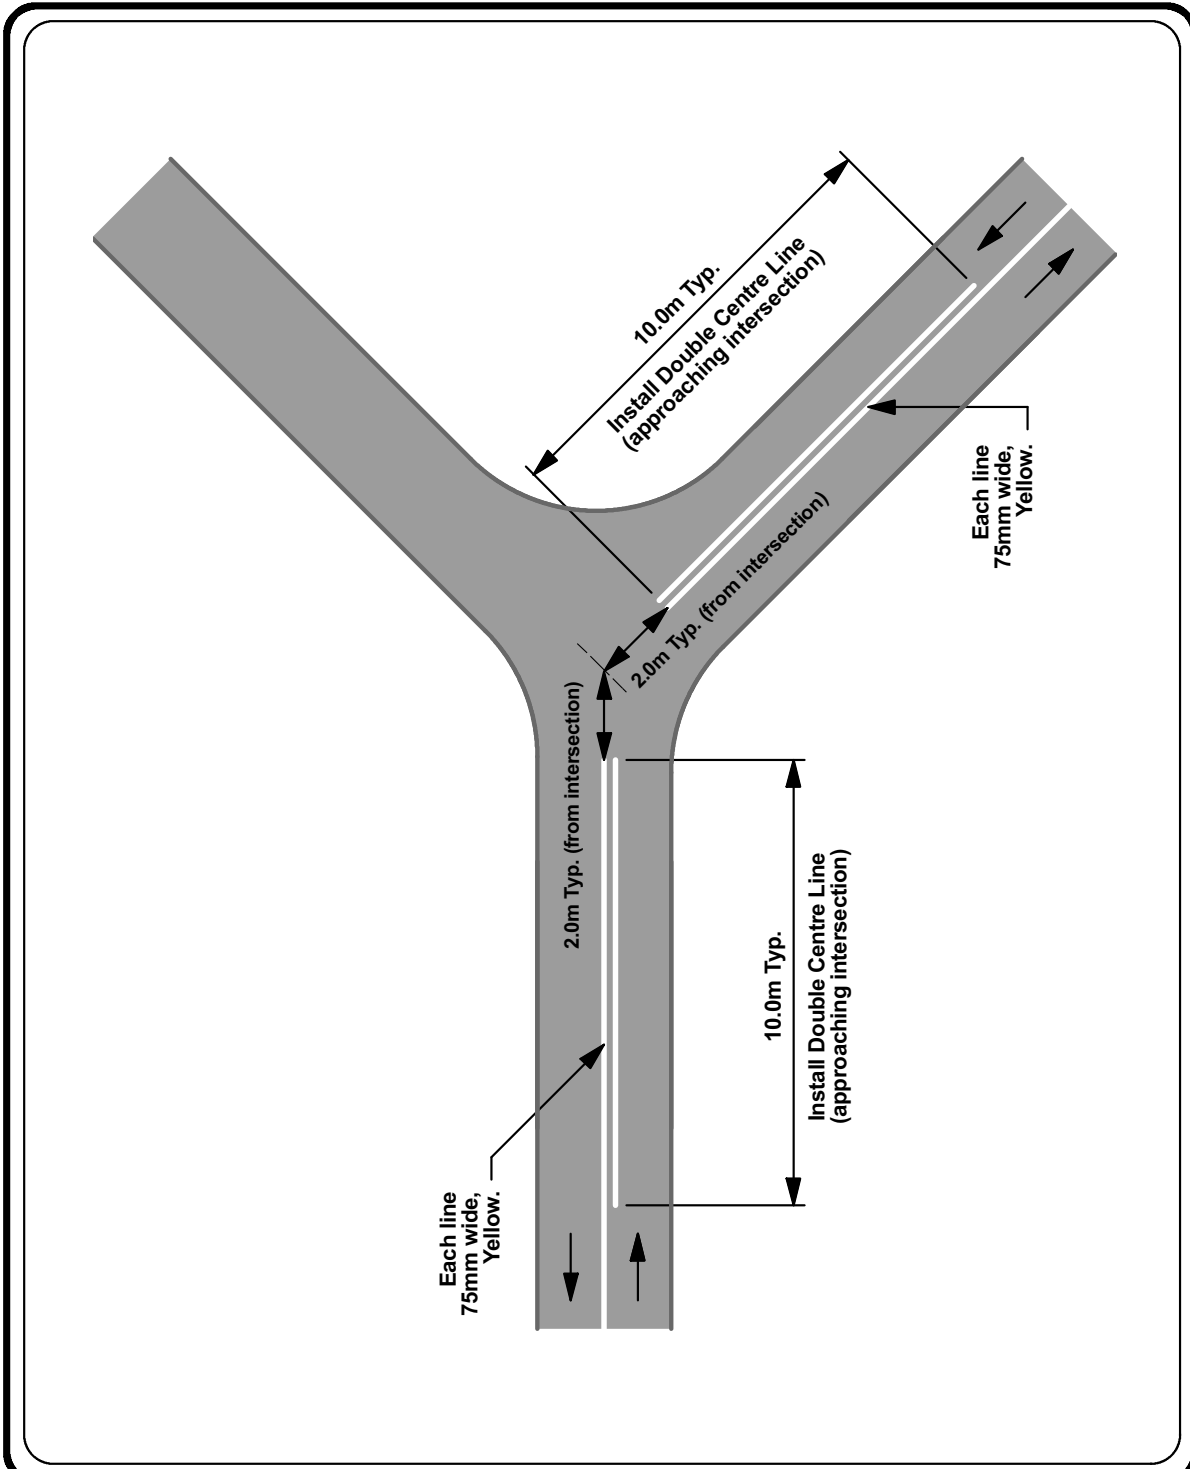 10.0m Typ.
Install Double Centre Line
(approaching intersection)
Each line
75mm wide,
Yellow.
2.0m Typ. (from intersection)
2.0m Typ. (from intersection)
10.0m Typ.
Install Double Centre Line
(approaching intersection)
Each line
75mm wide,
Yellow.